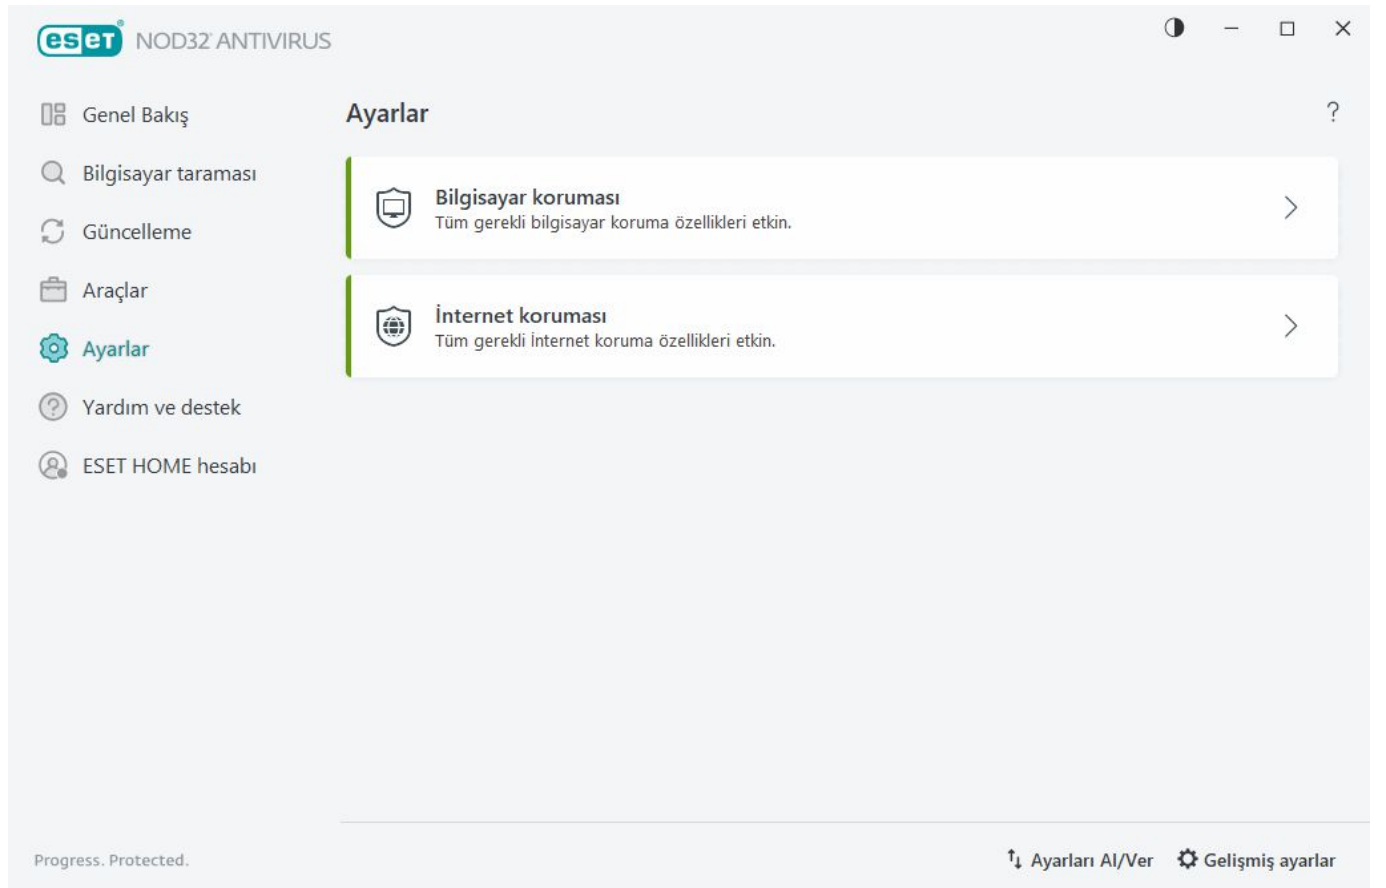 eset NOD32 ANTIVIRUS
Genel Bakış
Bilgisayar taraması
Güncelleme
Araçlar
Ayarlar
Yardım ve destek
ESET HOME hesabı
Ayarlar
?
Bilgisayar koruması
Tüm gerekli bilgisayar koruma özellikleri etkin.
İnternet koruması
Tüm gerekli İnternet koruma özellikleri etkin.
Progress. Protected.
Ayarları Al/Ver
Gelişmiş ayarlar